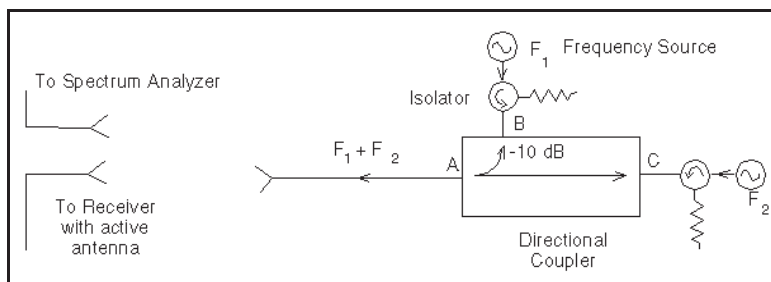 F1 Frequency Source
To Spectrum Analyzer
Isolator
B
F1 + F2
A
-10 dB
C
F2
To Receiver
with active
antenna
Directional
Coupler